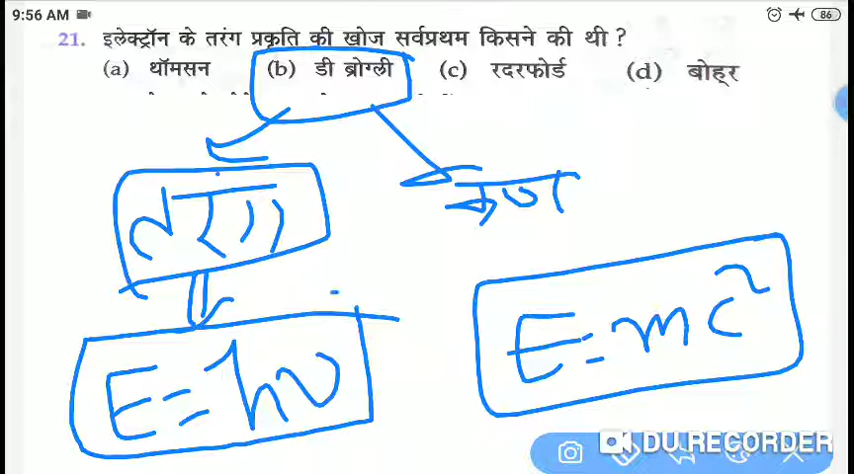 9:56 AM
86
21. इलेक्ट्रॉन के तरंग प्रकृति की खोज सर्वप्रथम किसने की थी ?
(a) थॉमसन (b) डी ब्रोग्ली (c) रदरफोर्ड (d) बोह्र
तरंग
कण
E=hν
E=mc²
DU RECORDER